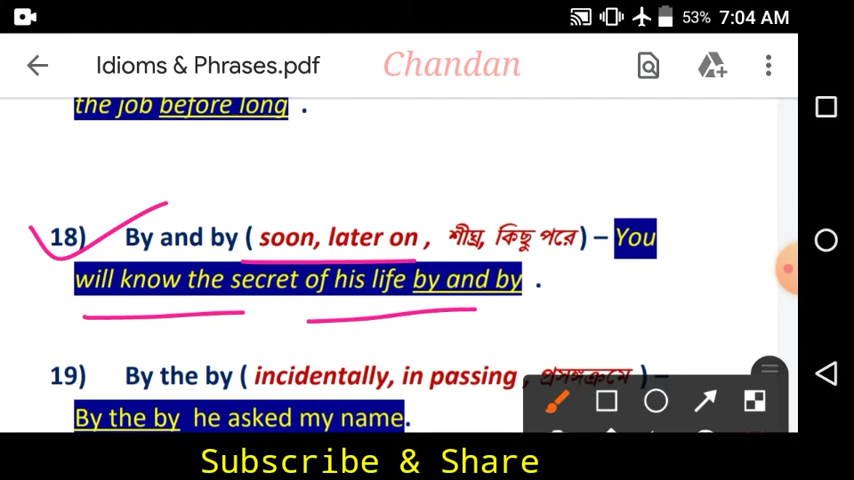 53% 7:04 AM
Idioms & Phrases.pdf Chandan
the job before long .
18) By and by ( soon, later on , শীঘ্র, কিছু পরে ) – You
will know the secret of his life by and by .
19) By the by ( incidentally, in passing , প্রসঙ্গক্রমে ) –
By the by he asked my name.
Subscribe & Share